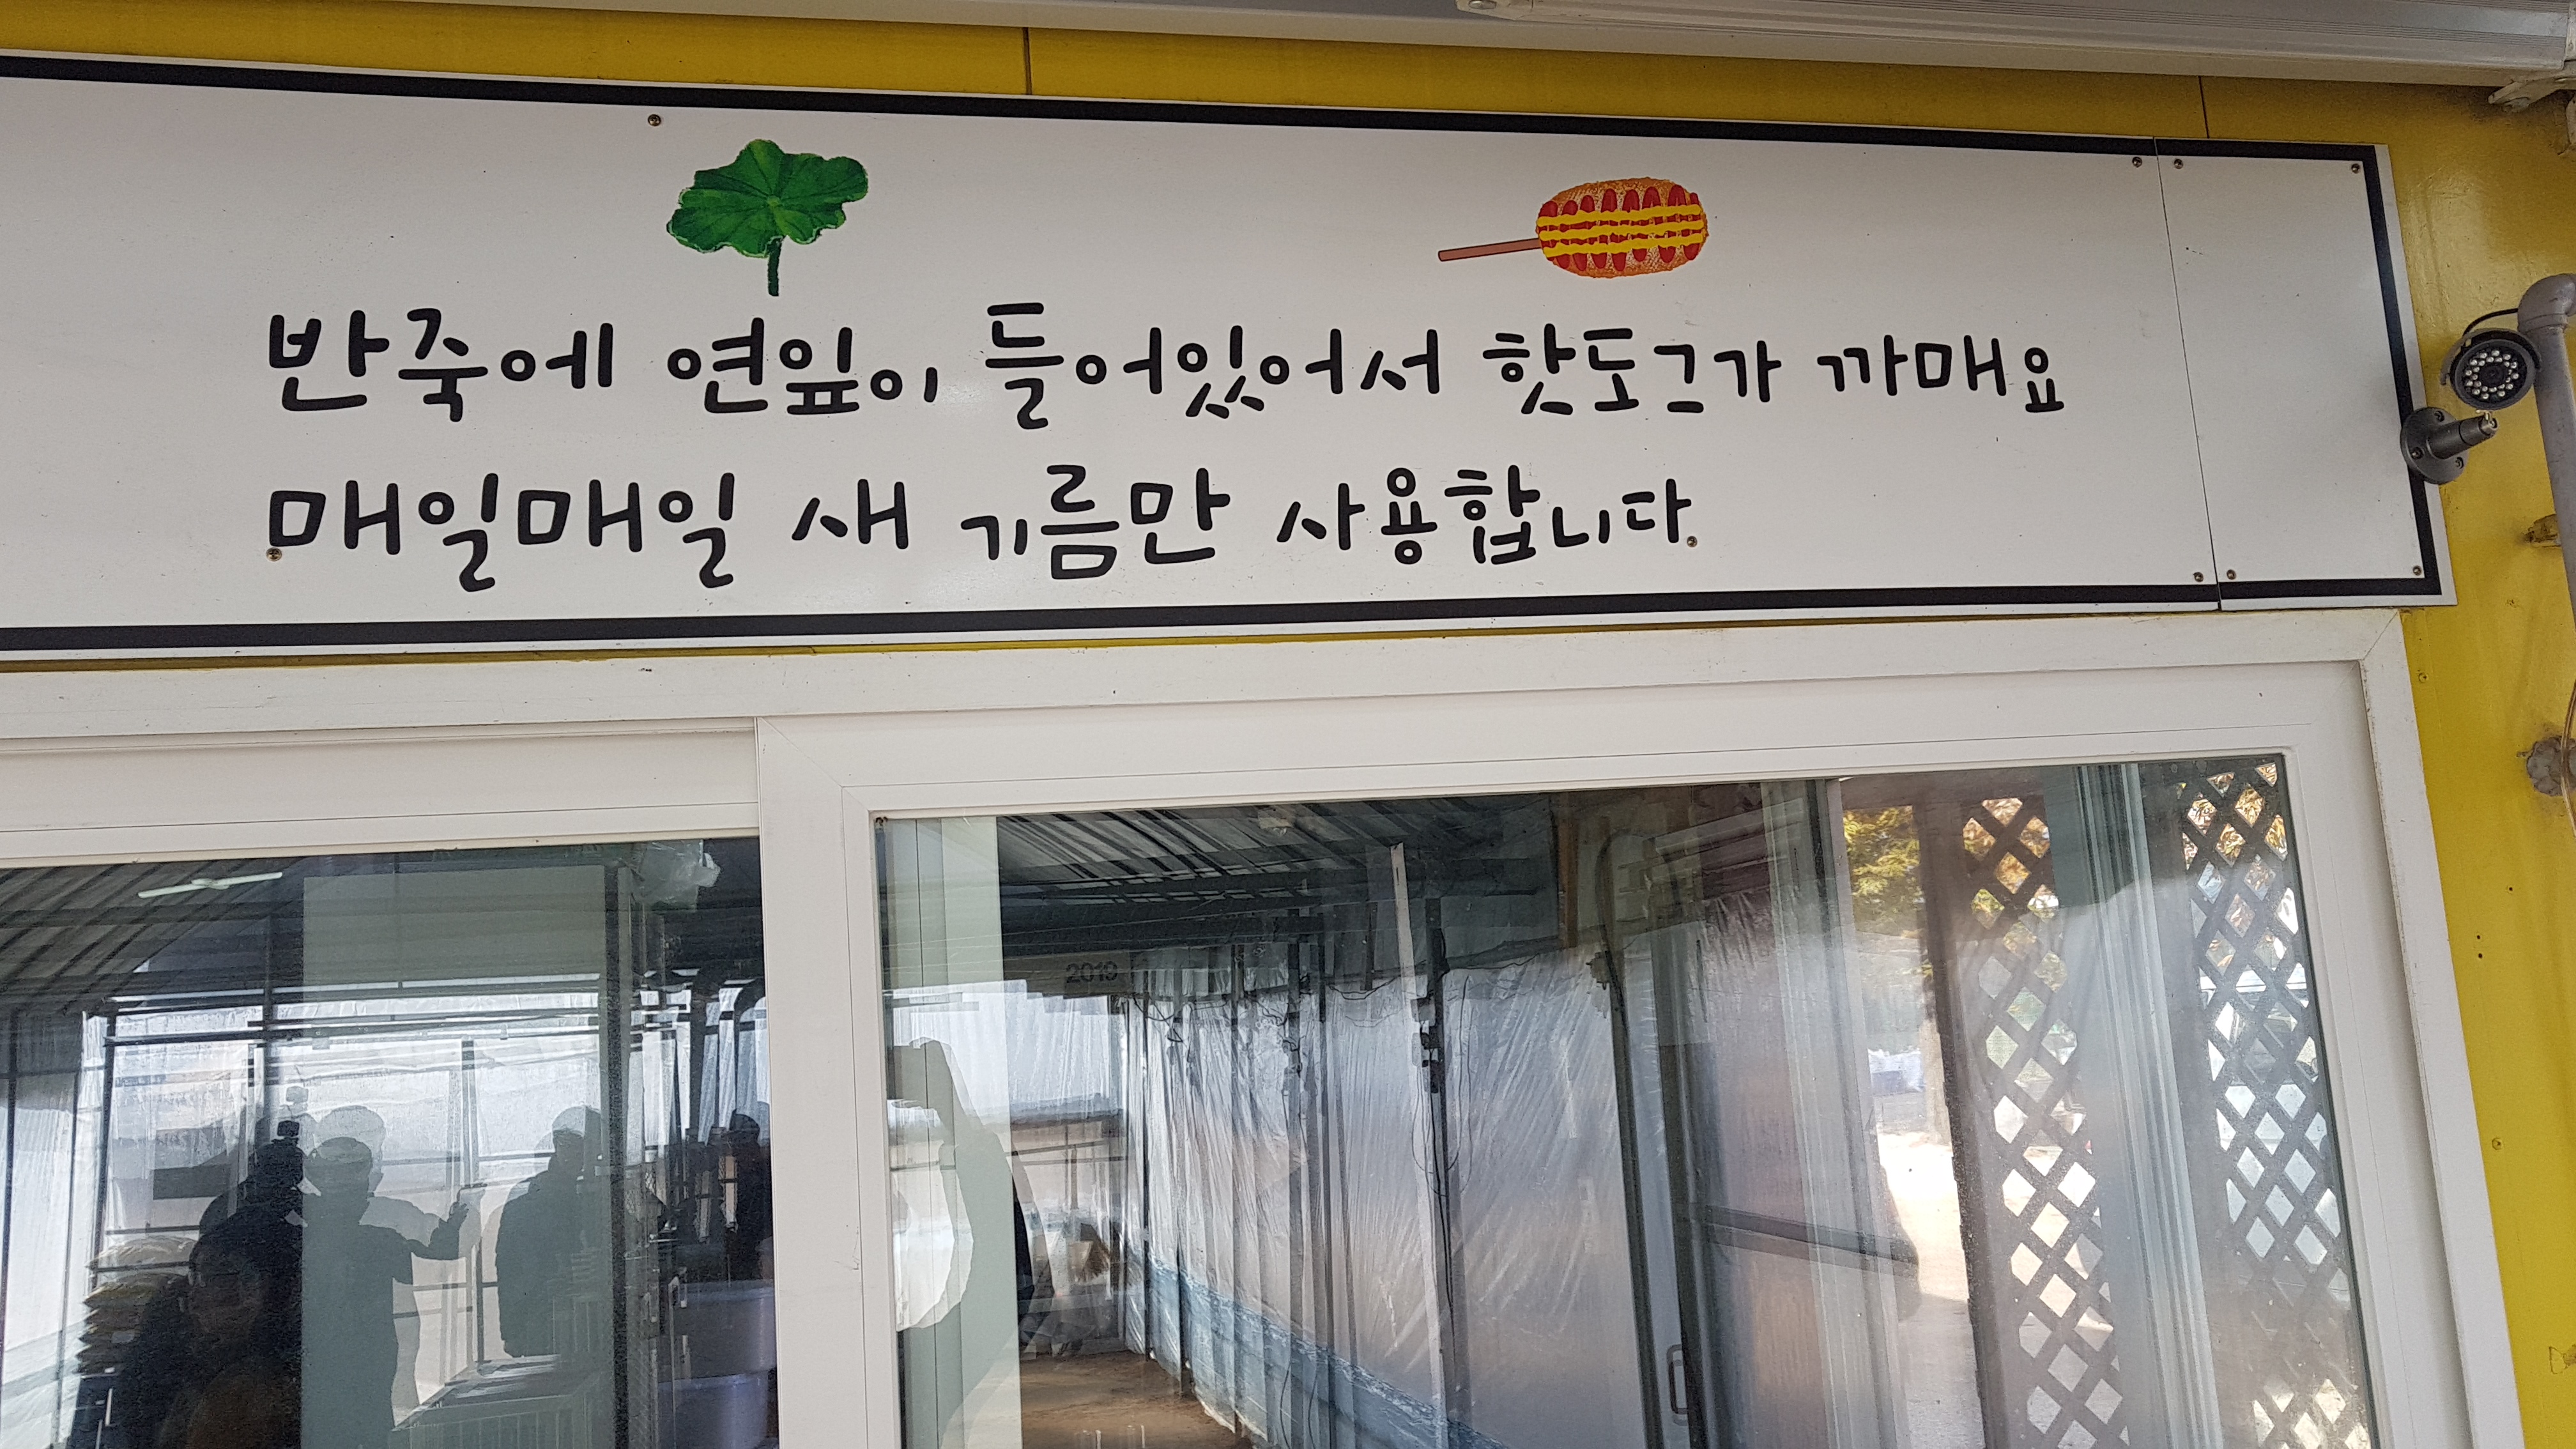 반죽에 연잎이 들어있어서 핫도그가 까매요
매일매일 새 기름만 사용합니다.
2019